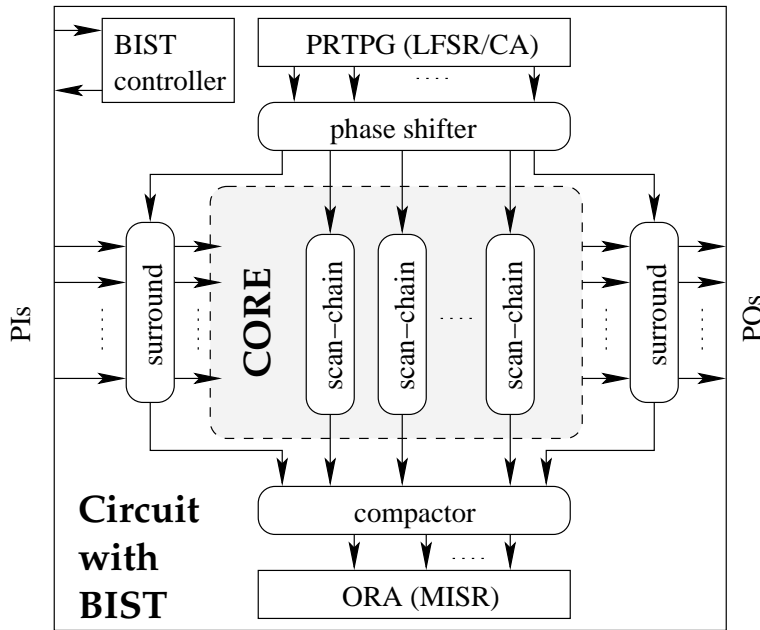 BIST
controller
PRTPG (LFSR/CA)
phase shifter
PIs
surround
CORE
scan-chain
scan-chain
scan-chain
surround
POs
compactor
ORA (MISR)
Circuit
with
BIST